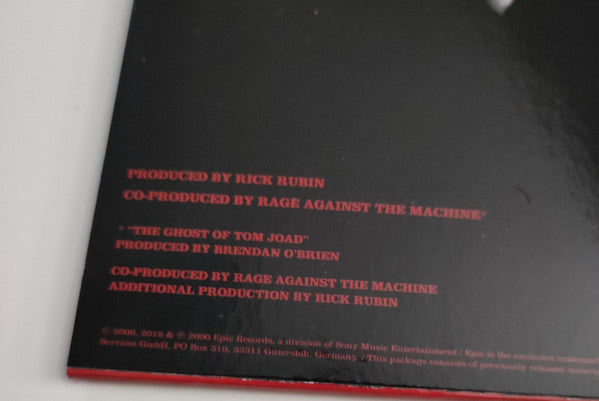 PRODUCED BY RICK RUBIN
CO-PRODUCED BY RAGE AGAINST THE MACHINE*
* "THE GHOST OF TOM JOAD"
PRODUCED BY BRENDAN O'BRIEN
CO-PRODUCED BY RAGE AGAINST THE MACHINE
ADDITIONAL PRODUCTION BY RICK RUBIN
© 2000, 2018 & ℗ 2000 Epic Records, a division of Sony Music Entertainment / Epic is the exclusive tradema
Services GmbH, PO Box 510, 33311 Gütersloh, Germany. This package consists of previously released mater